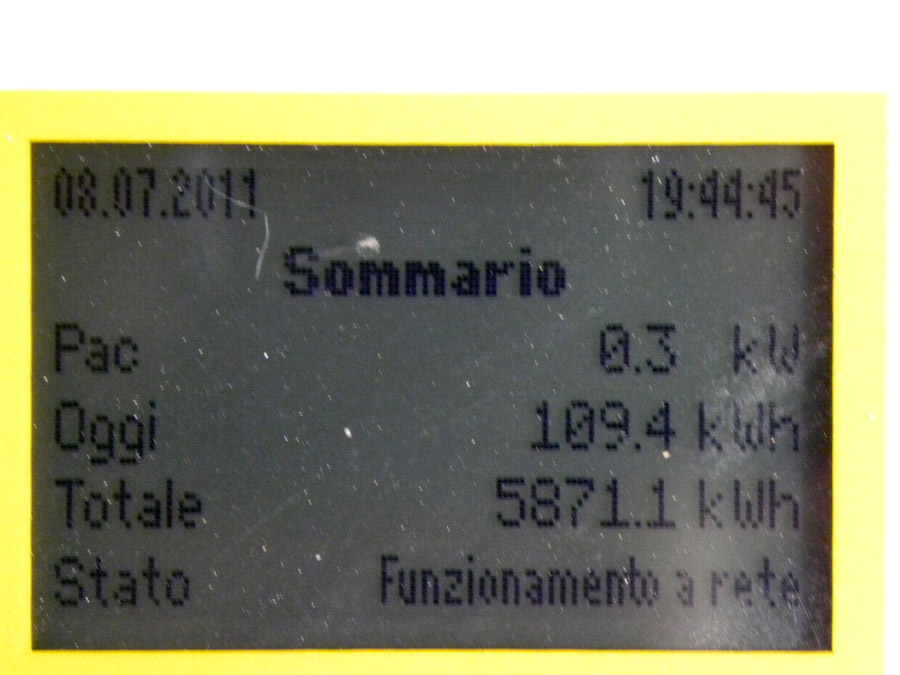 08.07.2011 19:44:45
Sommario
Pac 0.3 kW
Oggi 109.4 kWh
Totale 5871.1 kWh
Stato Funzionamento a rete